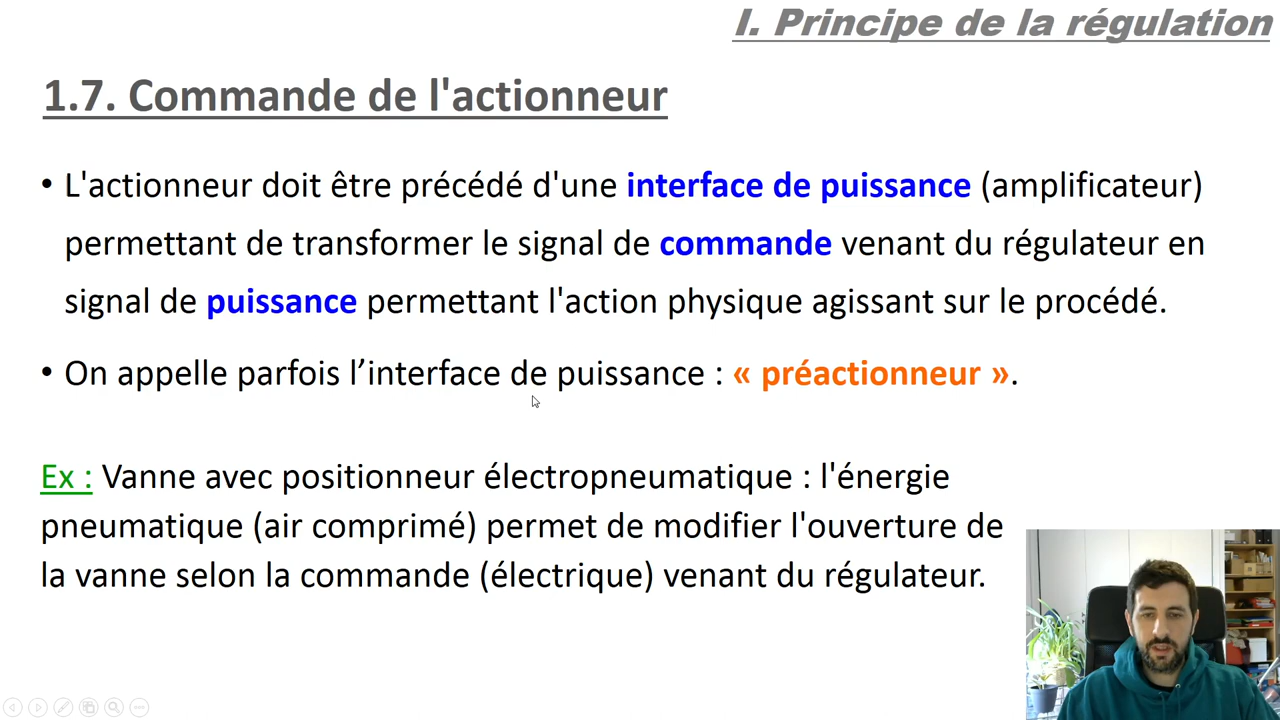 I. Principe de la régulation
1.7. Commande de l'actionneur
• L'actionneur doit être précédé d'une interface de puissance (amplificateur)
permettant de transformer le signal de commande venant du régulateur en
signal de puissance permettant l'action physique agissant sur le procédé.
• On appelle parfois l’interface de puissance : « préactionneur ».
Ex : Vanne avec positionneur électropneumatique : l'énergie
pneumatique (air comprimé) permet de modifier l'ouverture de
la vanne selon la commande (électrique) venant du régulateur.